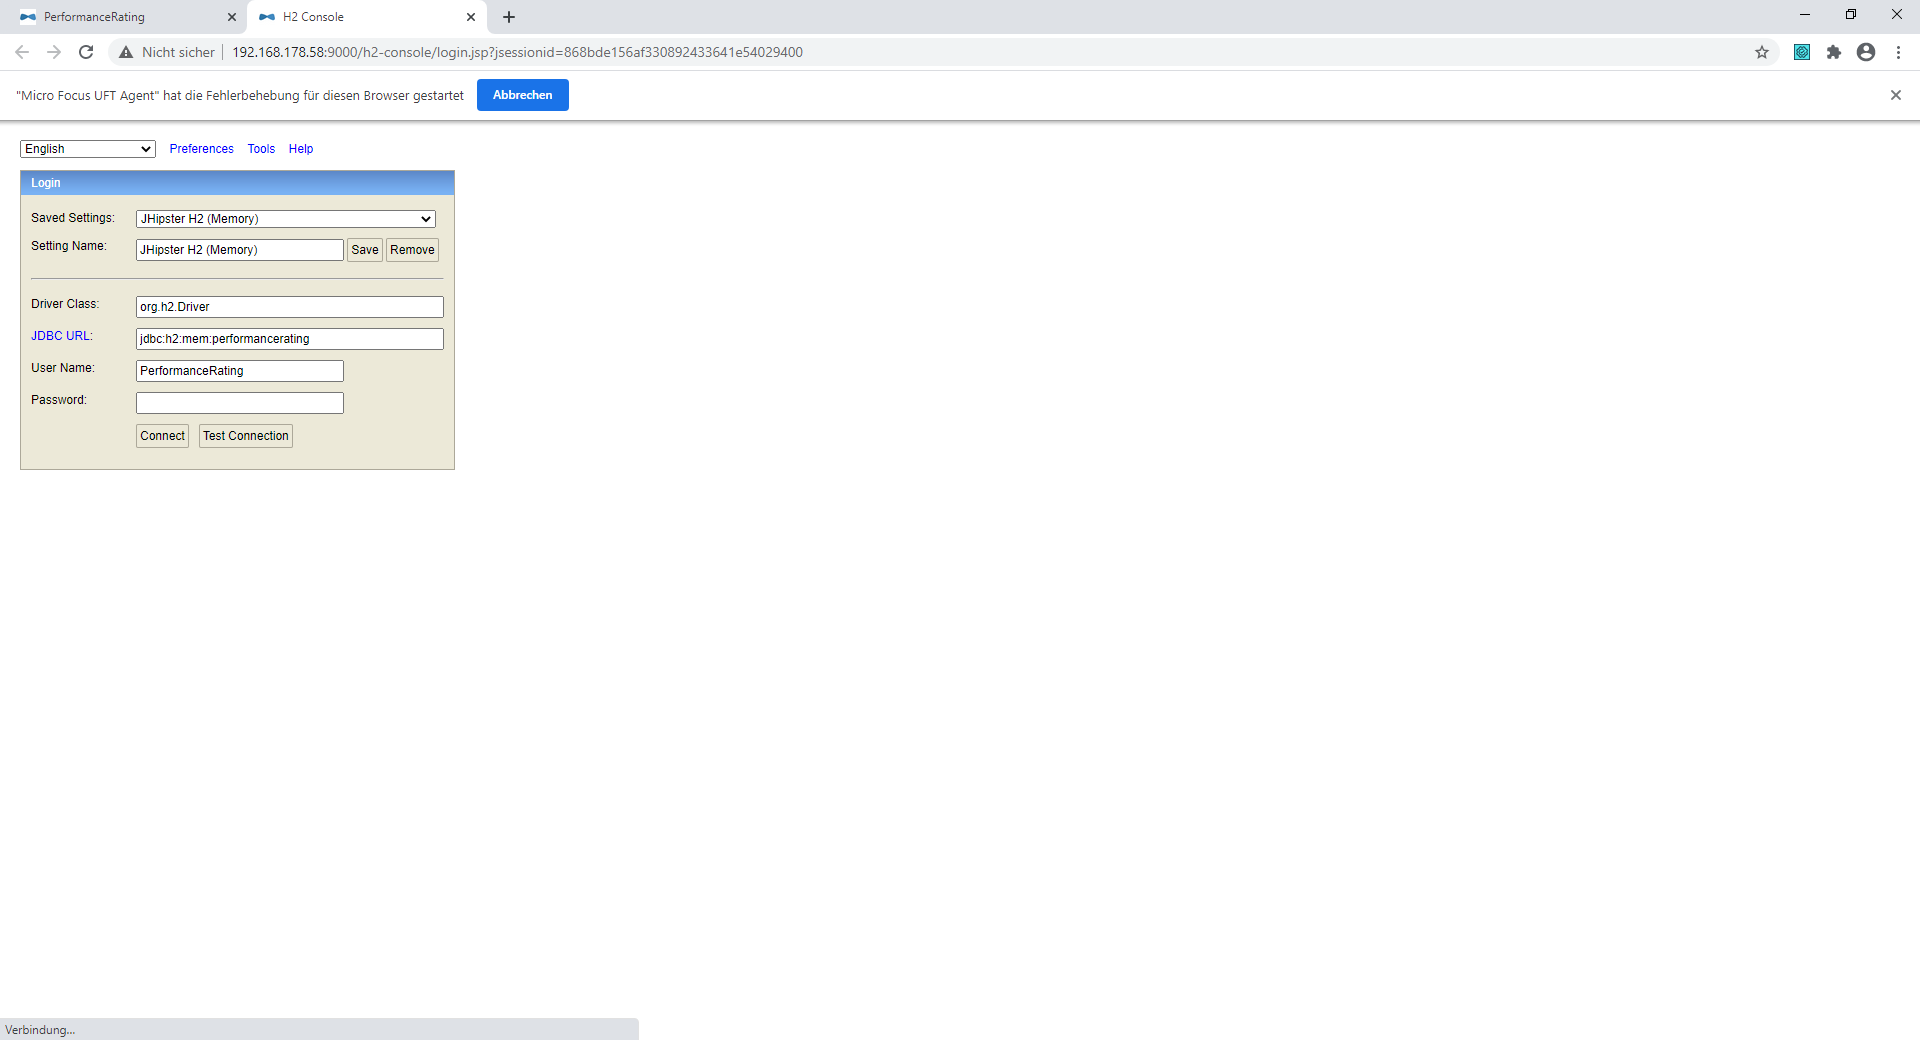 PerformanceRating
H2 Console
Nicht sicher
192.168.178.58:9000/h2-console/login.jsp?jsessionid=868bde156af330892433641e54029400
"Micro Focus UFT Agent" hat die Fehlerbehebung für diesen Browser gestartet
Abbrechen
English
Preferences
Tools
Help
Login
Saved Settings:
JHipster H2 (Memory)
Setting Name:
JHipster H2 (Memory)
Save
Remove
Driver Class:
org.h2.Driver
JDBC URL:
jdbc:h2:mem:performancerating
User Name:
PerformanceRating
Password:
Connect
Test Connection
Verbindung...